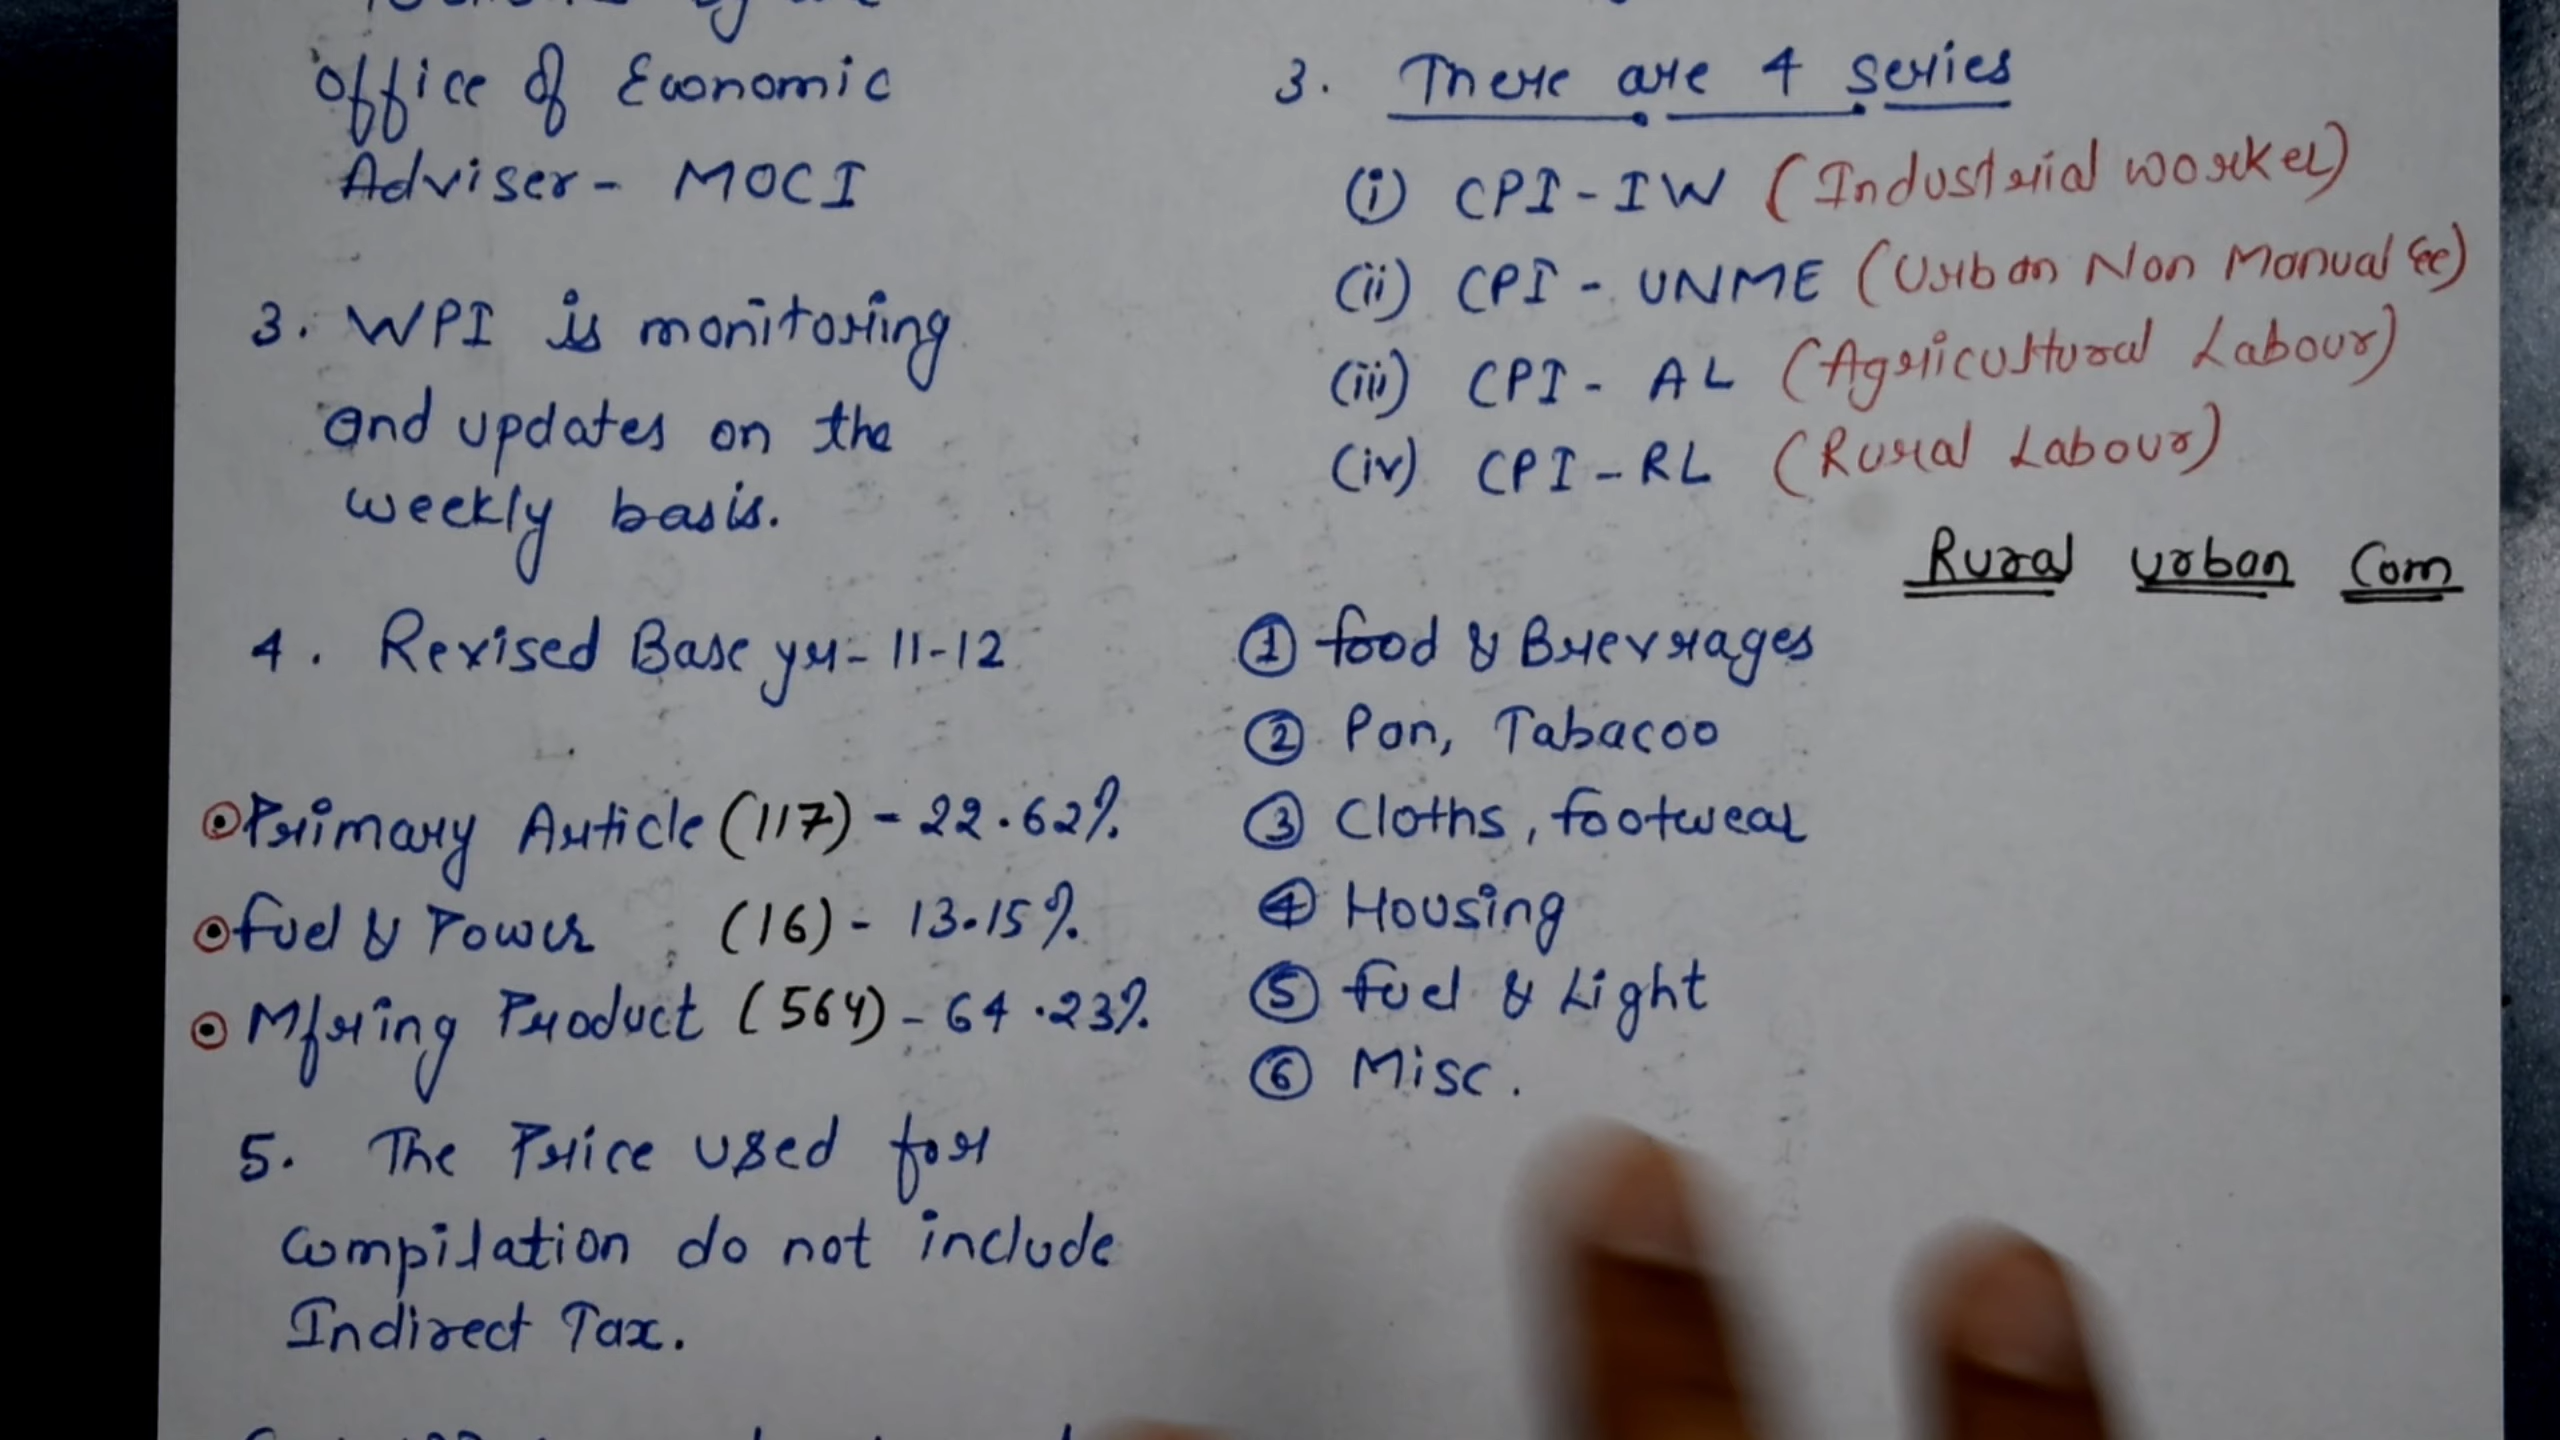 office of Economic
Adviser - MOCI
3. WPI is monitoring
and updates on the
weekly basis.
4. Revised Base yr - 11-12
Primary Article (117) - 22.62%
Fuel & Power (16) - 13.15%
Mfring Product (564) - 64.23%
5. The Price used for
compilation do not include
Indirect Tax.
3. There are 4 series
(i) CPI - IW (Industrial worker)
(ii) CPI - UNME (Urban Non Manual Ee)
(iii) CPI - AL (Agricultural Labour)
(iv) CPI - RL (Rural Labour)
Rural urban Com
① food & Brevrages
② Pan, Tabacoo
③ Cloths, footwear
④ Housing
⑤ fuel & Light
⑥ Misc.